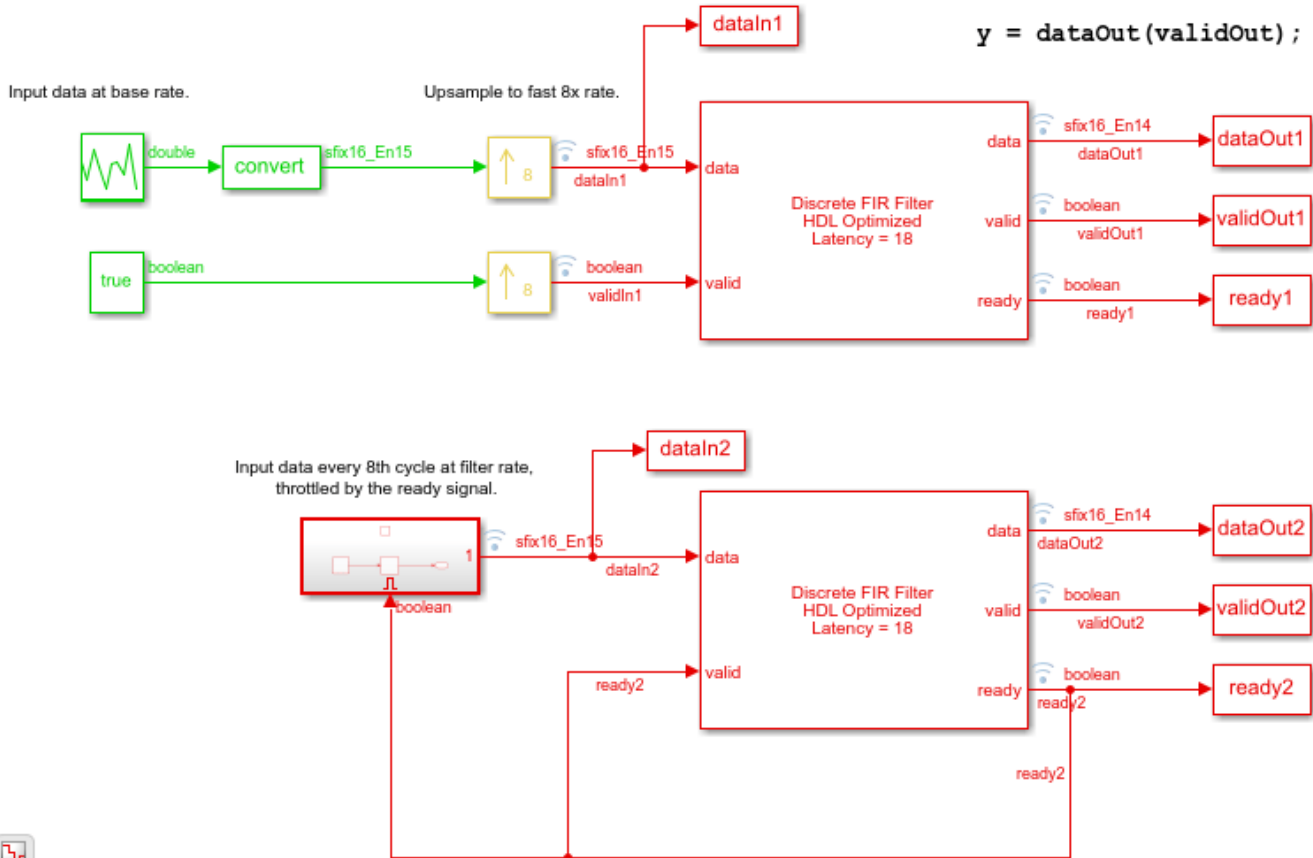 dataIn1
y = dataOut(validOut);
Input data at base rate.
Upsample to fast 8x rate.
double
convert
sfix16_En15
8
sfix16_En15
dataIn1
data
Discrete FIR Filter
HDL Optimized
Latency = 18
data
sfix16_En14
dataOut1
dataOut1
valid
boolean
validOut1
validOut1
true
boolean
8
boolean
validIn1
valid
ready
boolean
ready1
ready1
dataIn2
Input data every 8th cycle at filter rate,
throttled by the ready signal.
1
sfix16_En15
dataIn2
boolean
data
Discrete FIR Filter
HDL Optimized
Latency = 18
data
sfix16_En14
dataOut2
dataOut2
valid
boolean
validOut2
validOut2
ready2
valid
ready
boolean
ready2
ready2
ready2